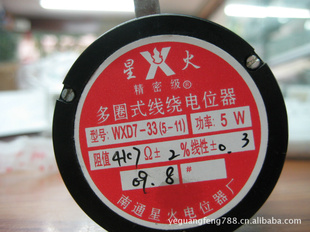 星火
精密级®
多圈式线绕电位器
型号: WXD7-33(5-11) 功率: 5 W
阻值 4k7 Ω± 2 % 线性± 0.3
09.8 #
南通星火电位器厂
yeguangfeng788.cn.alibaba.com